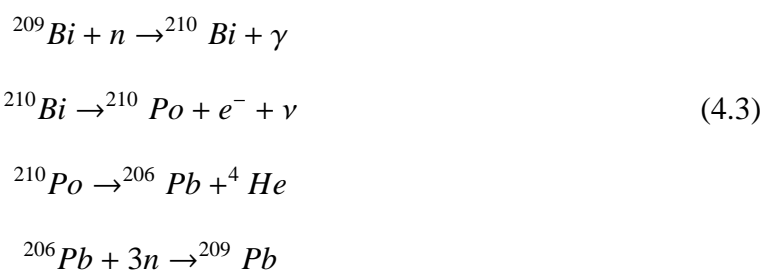 ²⁰⁹Bi + n →²¹⁰ Bi + γ
²¹⁰Bi →²¹⁰ Po + e⁻ + ν (4.3)
²¹⁰Po →²⁰⁶ Pb +⁴ He
²⁰⁶Pb + 3n →²⁰⁹ Pb